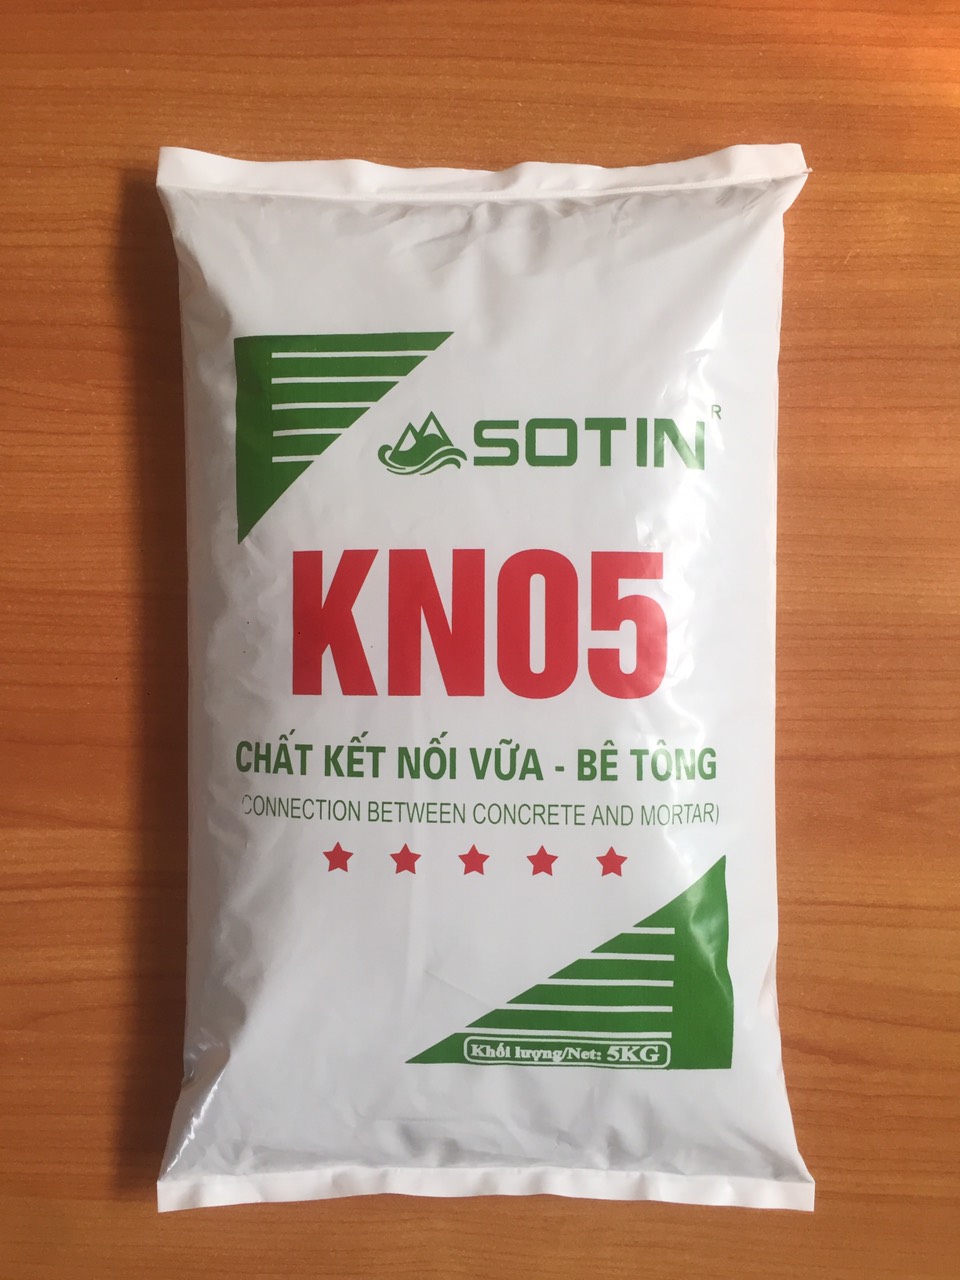 SOTIN R
KN05
CHẤT KẾT NỐI VỮA - BÊ TÔNG
(CONNECTION BETWEEN CONCRETE AND MORTAR)
Khối lượng/Net: 5KG